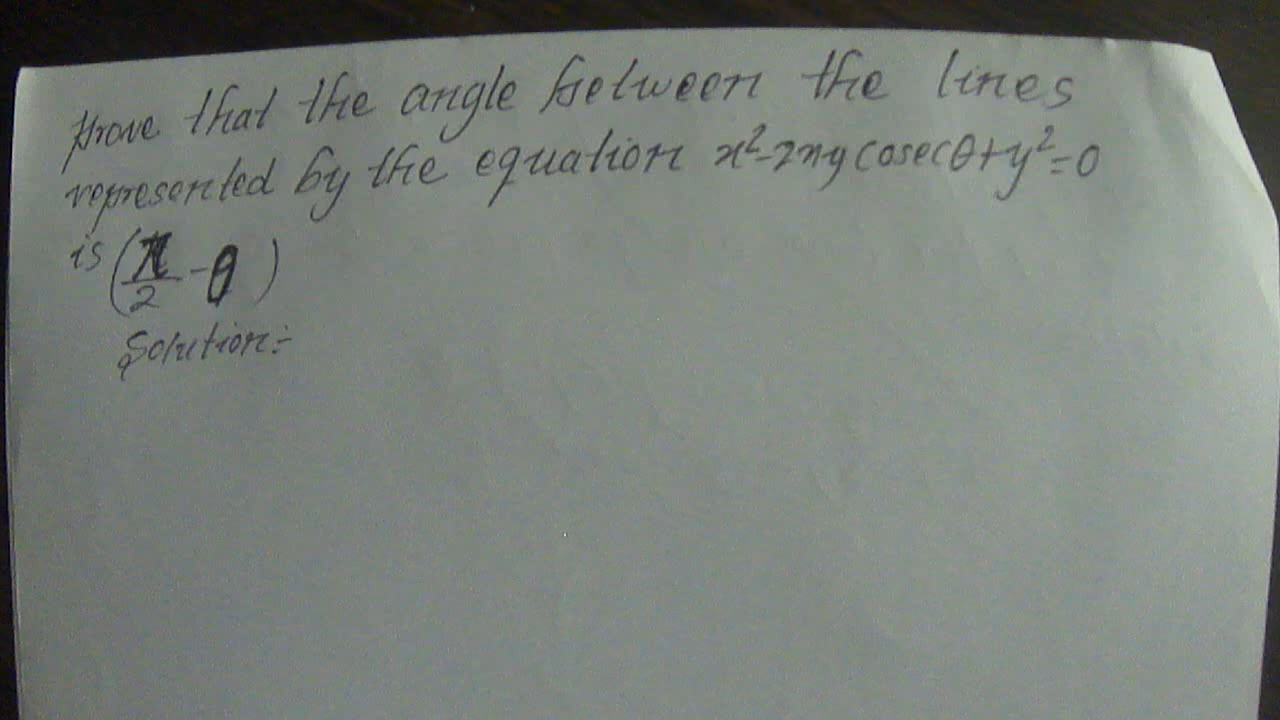 Prove that the angle between the lines
represented by the equation x²-2xy cosecθ+y²=0
is (π/2 -θ)
Solution:-